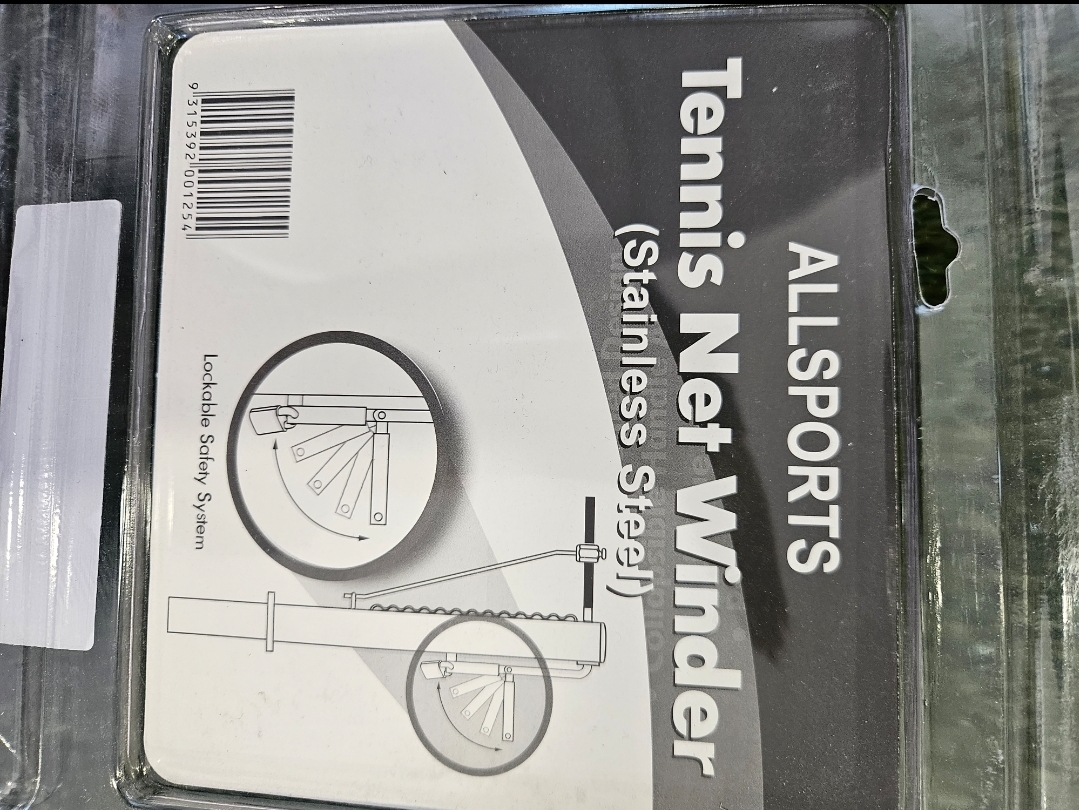 ALLSPORTS
Tennis Net Winder
(Stainless Steel)
Lockable Safety System
9 315392 001254